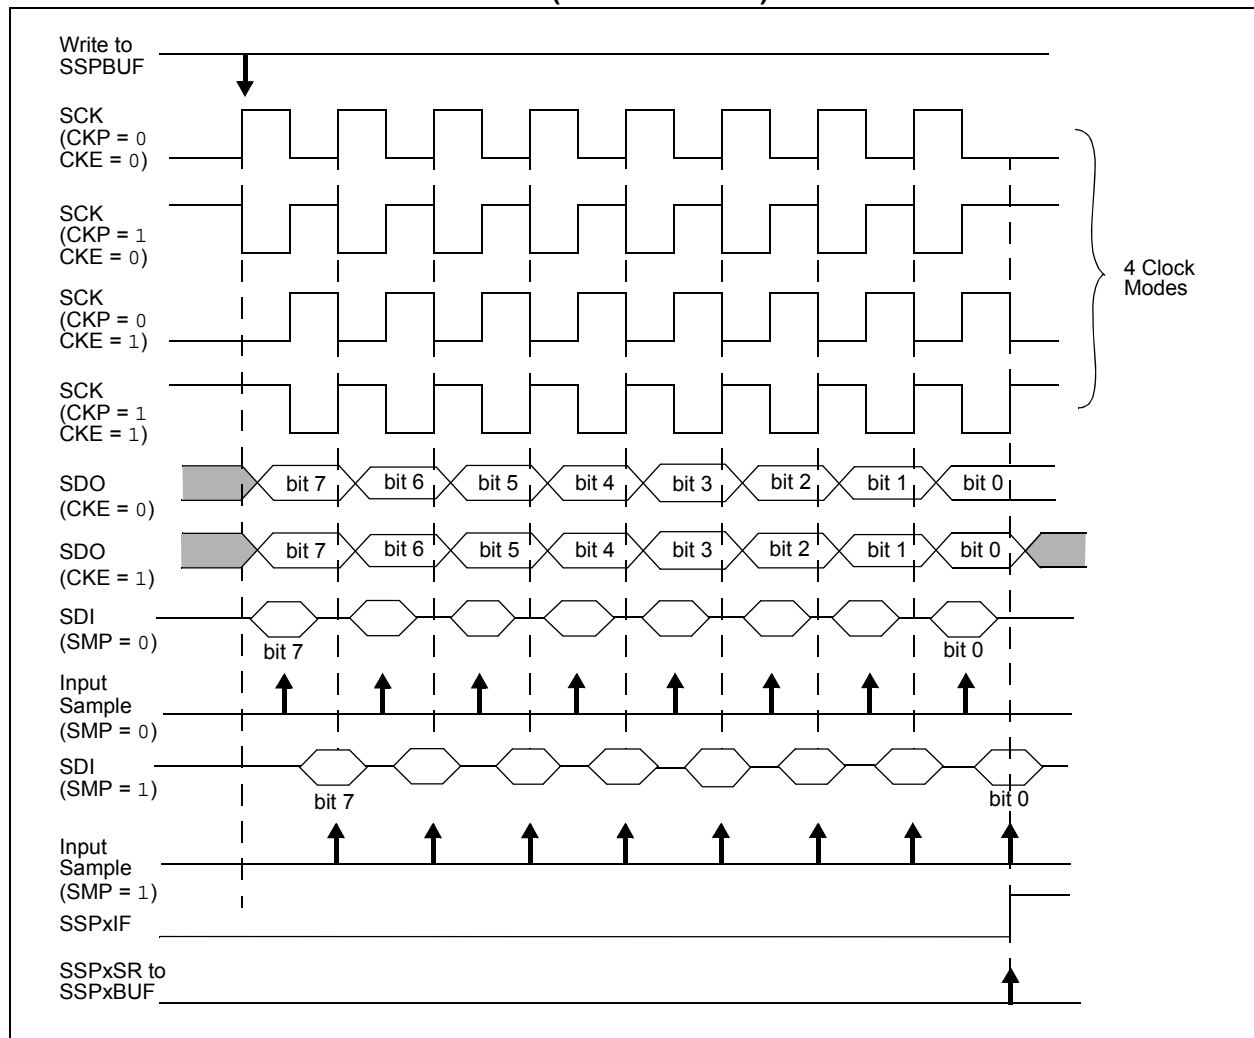 Write to
SSPBUF
SCK
(CKP = 0
CKE = 0)
SCK
(CKP = 1
CKE = 0)
4 Clock
Modes
SCK
(CKP = 0
CKE = 1)
SCK
(CKP = 1
CKE = 1)
SDO
(CKE = 0)
bit 7 bit 6 bit 5 bit 4 bit 3 bit 2 bit 1 bit 0
SDO
(CKE = 1)
bit 7 bit 6 bit 5 bit 4 bit 3 bit 2 bit 1 bit 0
SDI
(SMP = 0)
bit 7 bit 0
Input
Sample
(SMP = 0)
SDI
(SMP = 1)
bit 7 bit 0
Input
Sample
(SMP = 1)
SSPxIF
SSPxSR to
SSPxBUF